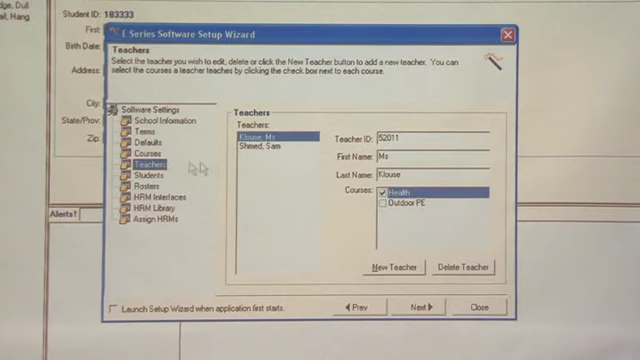 dge, Dull
ail, Hang
Student ID: 183333
First:
Birth Date:
Address:
City:
State/Prov:
Zip:
Alerts!
E Series Software Setup Wizard
Teachers
Select the teacher you wish to edit, delete or click the New Teacher button to add a new teacher. You can
select the courses a teacher teaches by clicking the check box next to each course.
Software Settings
School Information
Terms
Defaults
Courses
Teachers
Students
Rosters
HRM Interfaces
HRM Library
Assign HRMs
Teachers
Teachers:
Klouse, Ms
Shmed, Sam
Teacher ID: 52011
First Name: Ms
Last Name: Klouse
Courses: Health
Outdoor PE
New Teacher Delete Teacher
Launch Setup Wizard when application first starts.
Prev Next Close